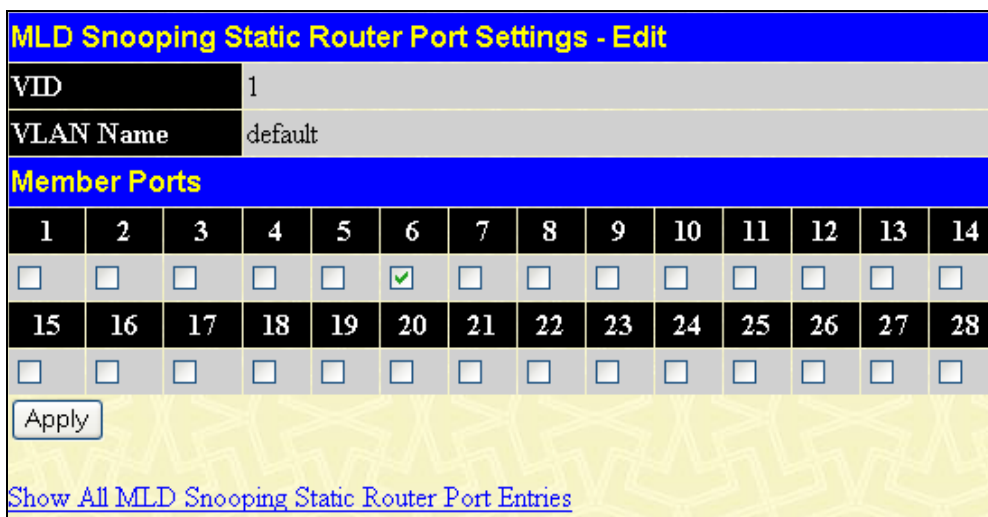 MLD Snooping Static Router Port Settings - Edit
VID 1
VLAN Name default
Member Ports
1 2 3 4 5 6 7 8 9 10 11 12 13 14
15 16 17 18 19 20 21 22 23 24 25 26 27 28
Apply
Show All MLD Snooping Static Router Port Entries